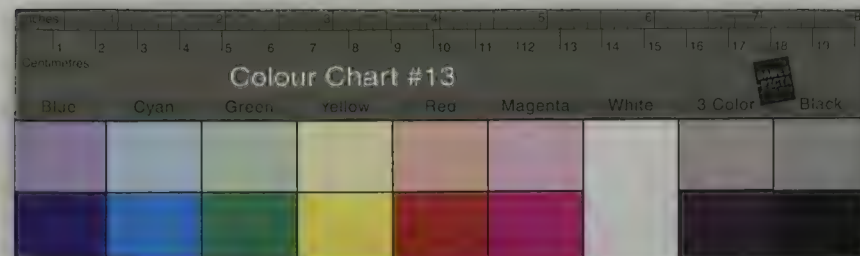 Inches 1 2 3 4 5 6 7 8
1 2 3 4 5 6 7 8 9 10 11 12 13 14 15 16 17 18 19
Centimetres
Colour Chart #13
Blue Cyan Green Yellow Red Magenta White 3 Color Black